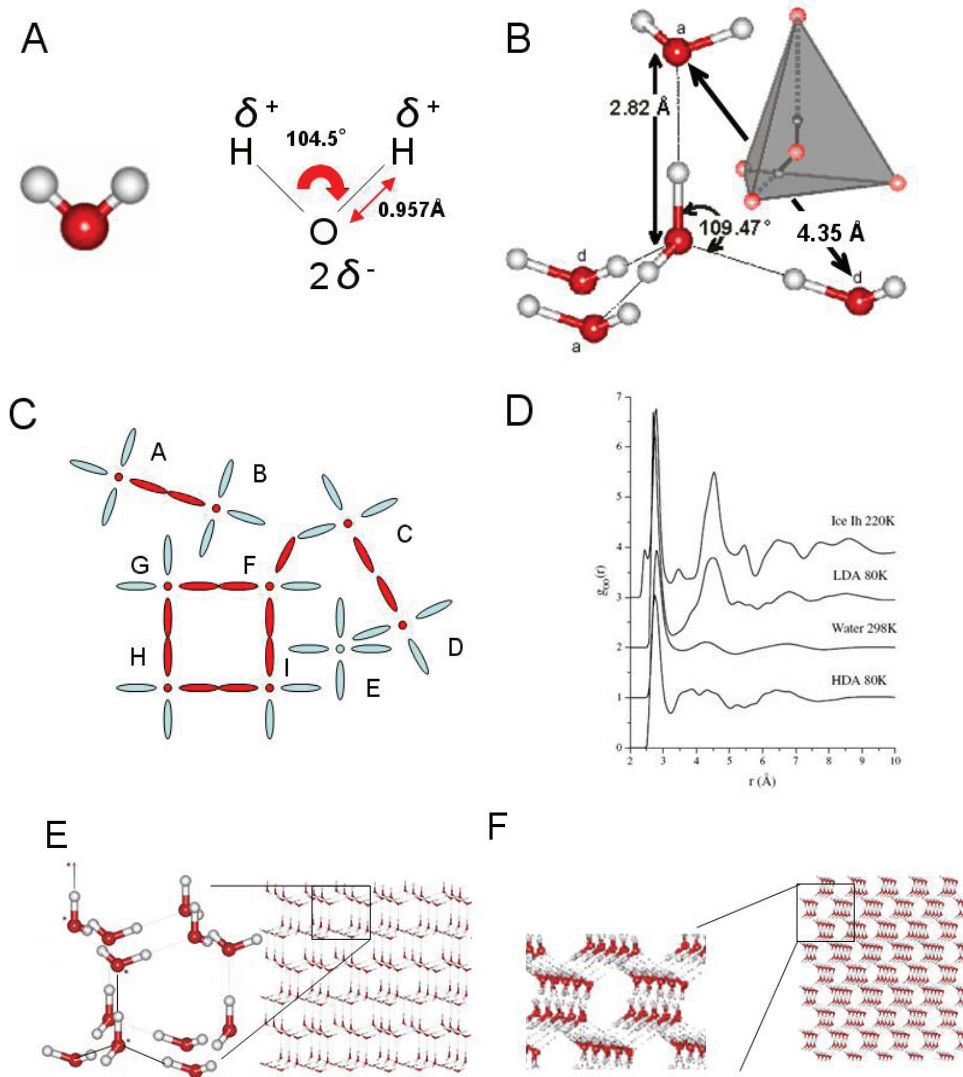 A
δ+ δ+
H 104.5° H
0.957Å
O
2δ-
B
a
2.82 Å
109.47°
4.35 Å
d
d
a
C
A
B
C
G F
H I
D
E
D
7
6
5
4
3
2
1
0
g_OO(r)
Ice Ih 220K
LDA 80K
Water 298K
HDA 80K
2 3 4 5 6 7 8 9 10
r (Å)
E
*
*
*
*
F